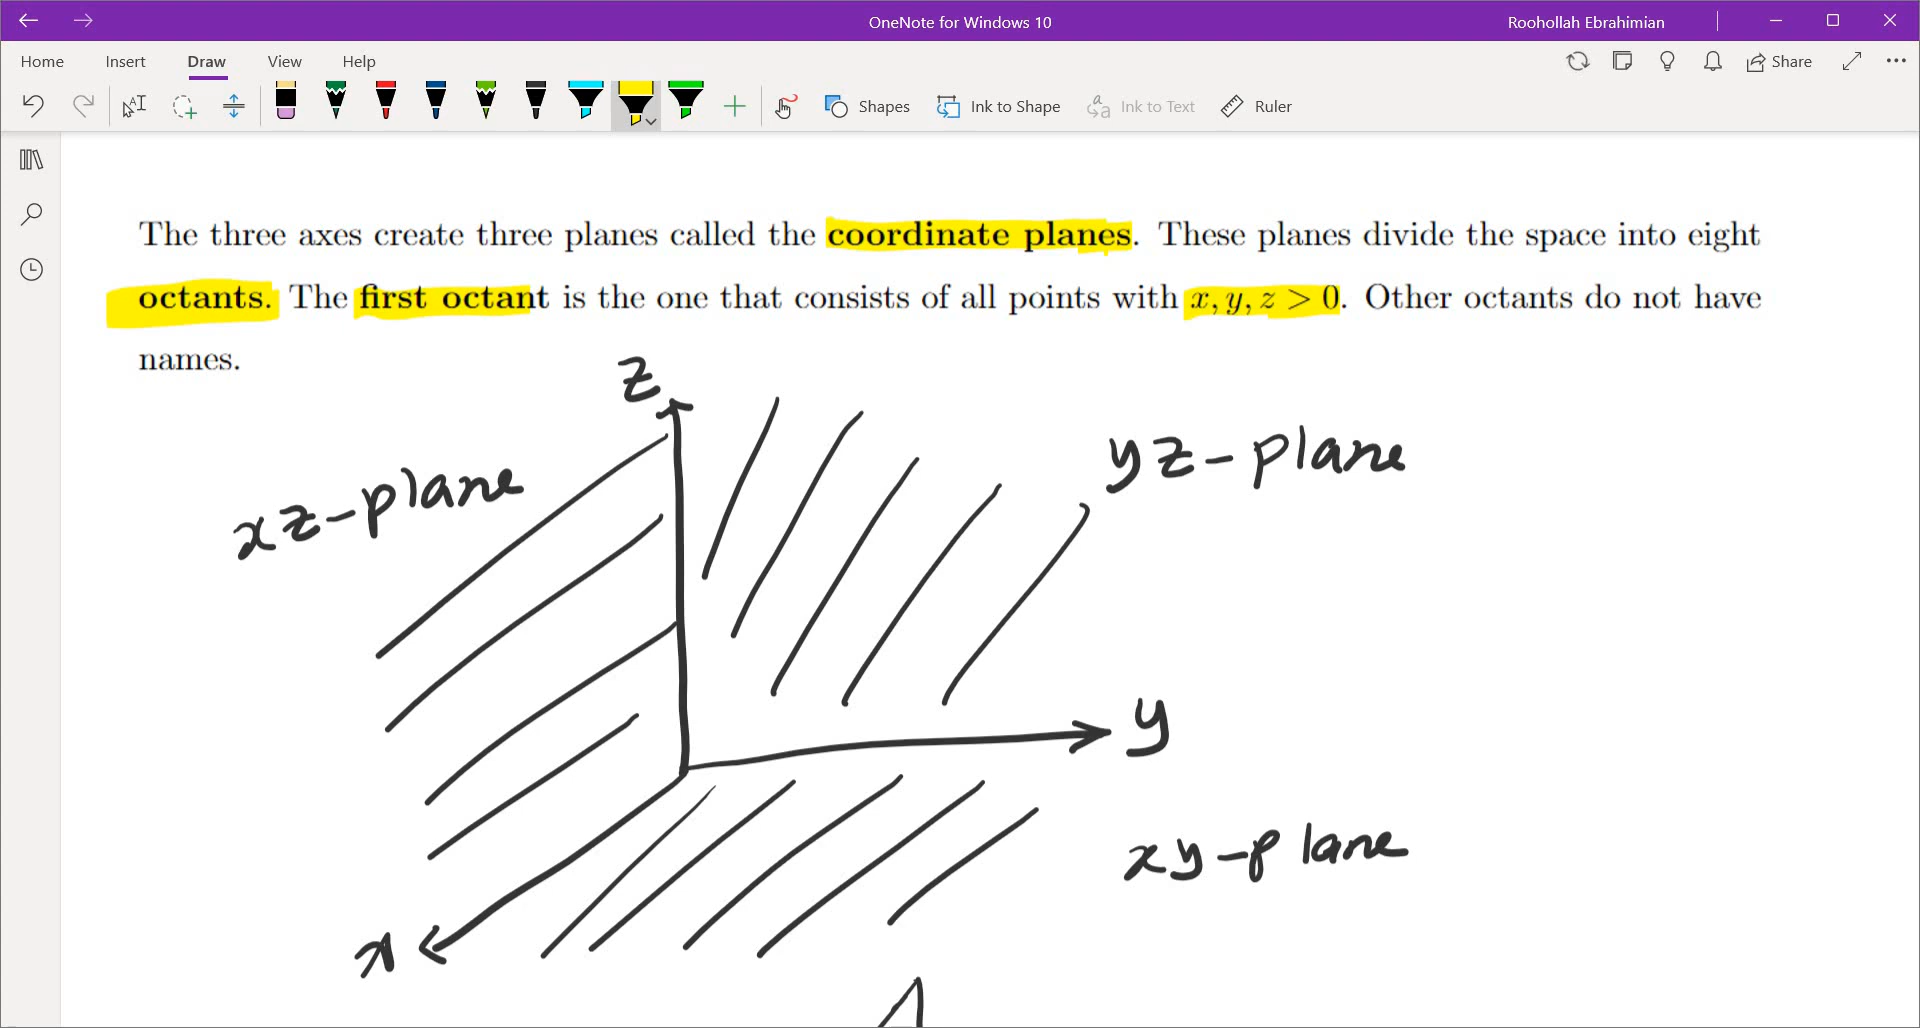 OneNote for Windows 10
Roohollah Ebrahimian
Home Insert Draw View Help
Share
Shapes Ink to Shape Ink to Text Ruler
The three axes create three planes called the coordinate planes. These planes divide the space into eight
octants. The first octant is the one that consists of all points with x, y, z > 0. Other octants do not have
names.
z
yz-plane
xz-plane
y
xy-plane
x